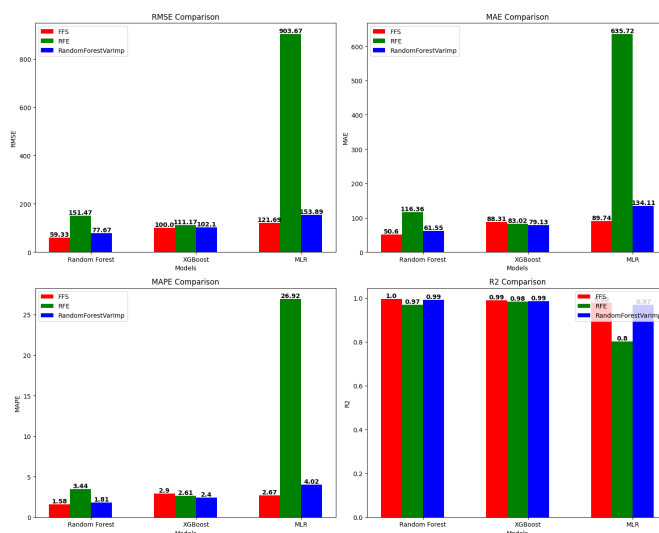 RMSE Comparison
FFS
RFE
RandomForestVarImp
903.67
800
600
400
200
0
RMSE
59.33
151.47
77.67
100.0
111.17
102.1
121.69
153.89
Random Forest
XGBoost
MLR
Models
MAE Comparison
FFS
RFE
RandomForestVarImp
635.72
600
500
400
300
200
100
0
MAE
50.6
116.36
61.55
88.31
83.02
79.13
89.74
134.11
Random Forest
XGBoost
MLR
Models
MAPE Comparison
FFS
RFE
RandomForestVarImp
26.92
25
20
15
10
5
0
MAPE
1.58
3.44
1.81
2.9
2.61
2.4
2.67
4.02
Random Forest
XGBoost
MLR
Models
R2 Comparison
1.0
0.97
0.99
0.99
0.98
0.99
0.8
0.97
FFS
RFE
RandomForestVarImp
1.0
0.8
0.6
0.4
0.2
0.0
R2
Random Forest
XGBoost
MLR
Models